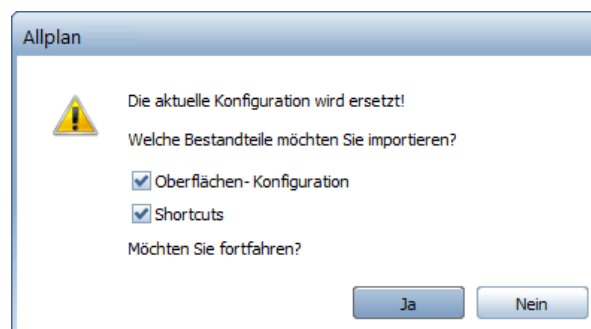 Allplan
Die aktuelle Konfiguration wird ersetzt!
Welche Bestandteile möchten Sie importieren?
Oberflächen- Konfiguration
Shortcuts
Möchten Sie fortfahren?
Ja Nein